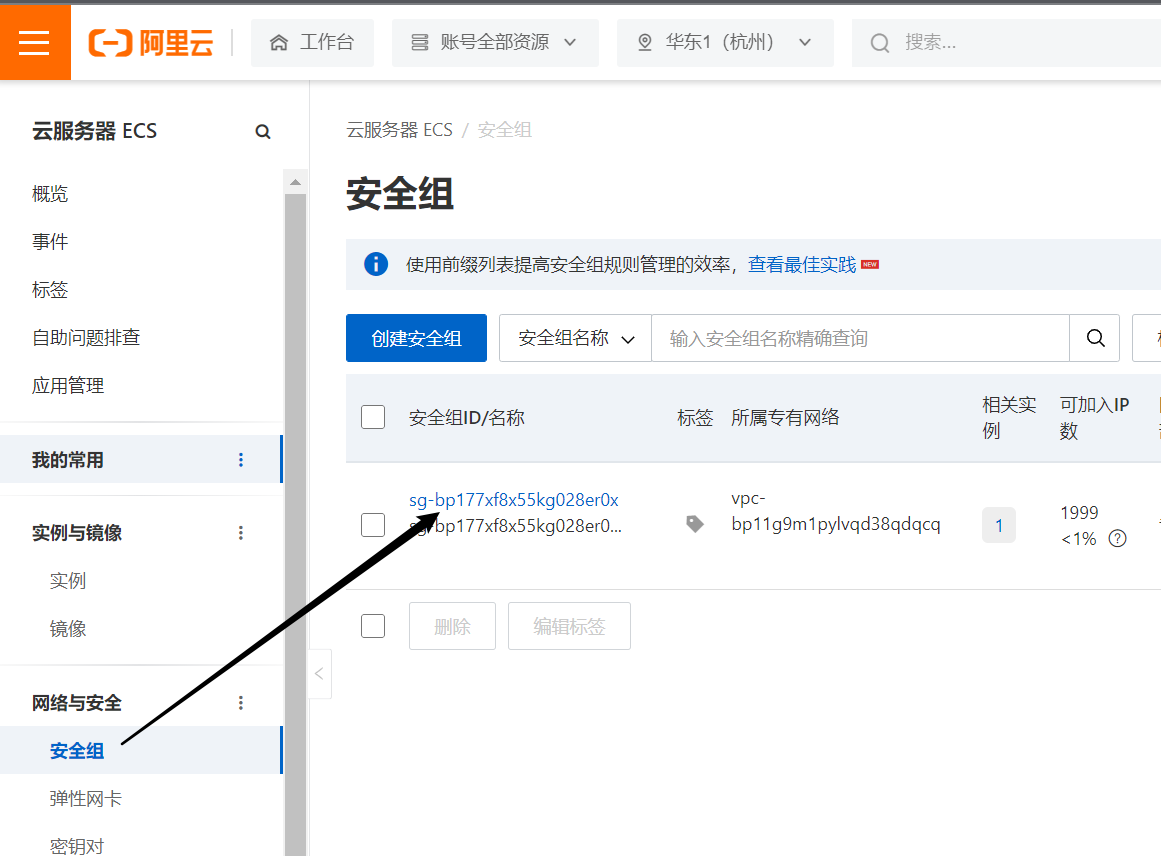 阿里云
工作台
账号全部资源
华东1（杭州）
搜索...
云服务器 ECS
概览
事件
标签
自助问题排查
应用管理
我的常用
实例与镜像
实例
镜像
网络与安全
安全组
弹性网卡
密钥对
云服务器 ECS / 安全组
安全组
使用前缀列表提高安全组规则管理的效率，查看最佳实践 NEW
创建安全组
安全组名称
输入安全组名称精确查询
安全组ID/名称
标签
所属专有网络
相关实
例
可加入IP
数
sg-bp177xf8x55kg028er0x
sg-bp177xf8x55kg028er0...
vpc-
bp11g9m1pylvqd38qdqcq
1
1999
<1%
删除
编辑标签